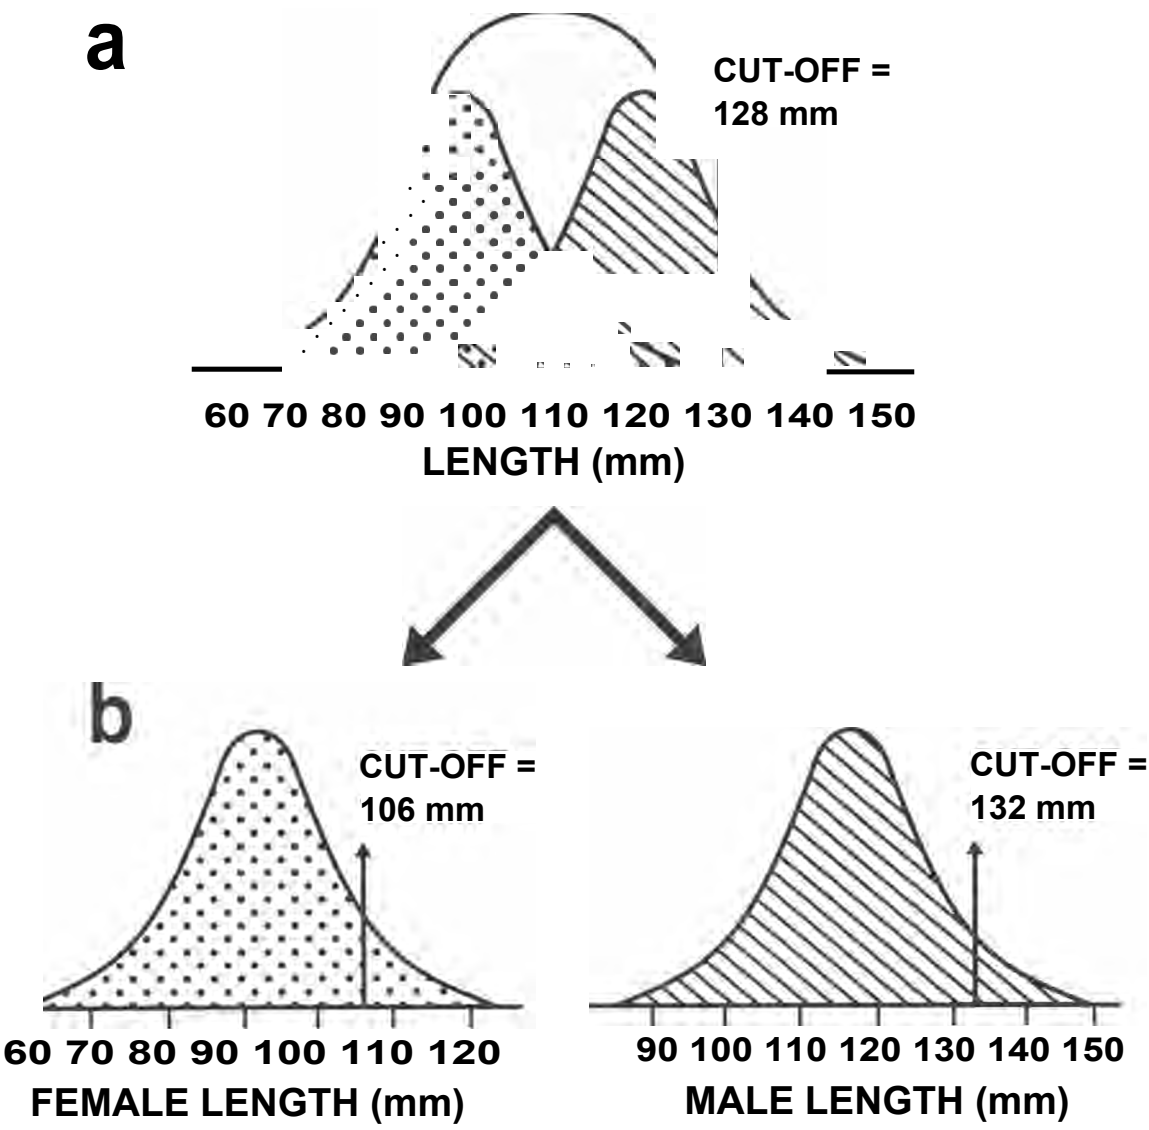 a
CUT-OFF =
128 mm
60 70 80 90 100 110 120 130 140 150
LENGTH (mm)
b
CUT-OFF =
106 mm
60 70 80 90 100 110 120
FEMALE LENGTH (mm)
CUT-OFF =
132 mm
90 100 110 120 130 140 150
MALE LENGTH (mm)